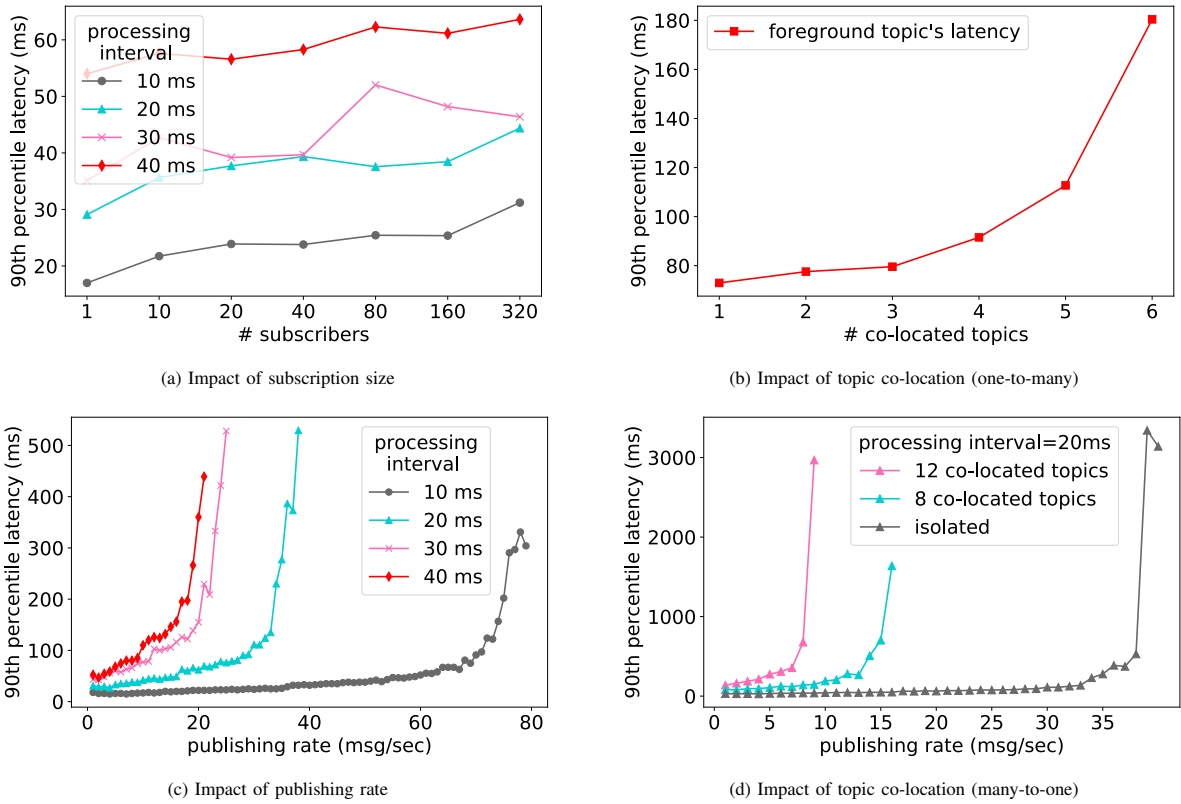 90th percentile latency (ms)
60
50
40
30
20
processing
interval
10 ms
20 ms
30 ms
40 ms
1 10 20 40 80 160 320
# subscribers
(a) Impact of subscription size
90th percentile latency (ms)
180
160
140
120
100
80
foreground topic's latency
1 2 3 4 5 6
# co-located topics
(b) Impact of topic co-location (one-to-many)
90th percentile latency (ms)
500
400
300
200
100
0
processing
interval
10 ms
20 ms
30 ms
40 ms
0 20 40 60 80
publishing rate (msg/sec)
(c) Impact of publishing rate
90th percentile latency (ms)
3000
2000
1000
0
processing interval=20ms
12 co-located topics
8 co-located topics
isolated
0 5 10 15 20 25 30 35
publishing rate (msg/sec)
(d) Impact of topic co-location (many-to-one)